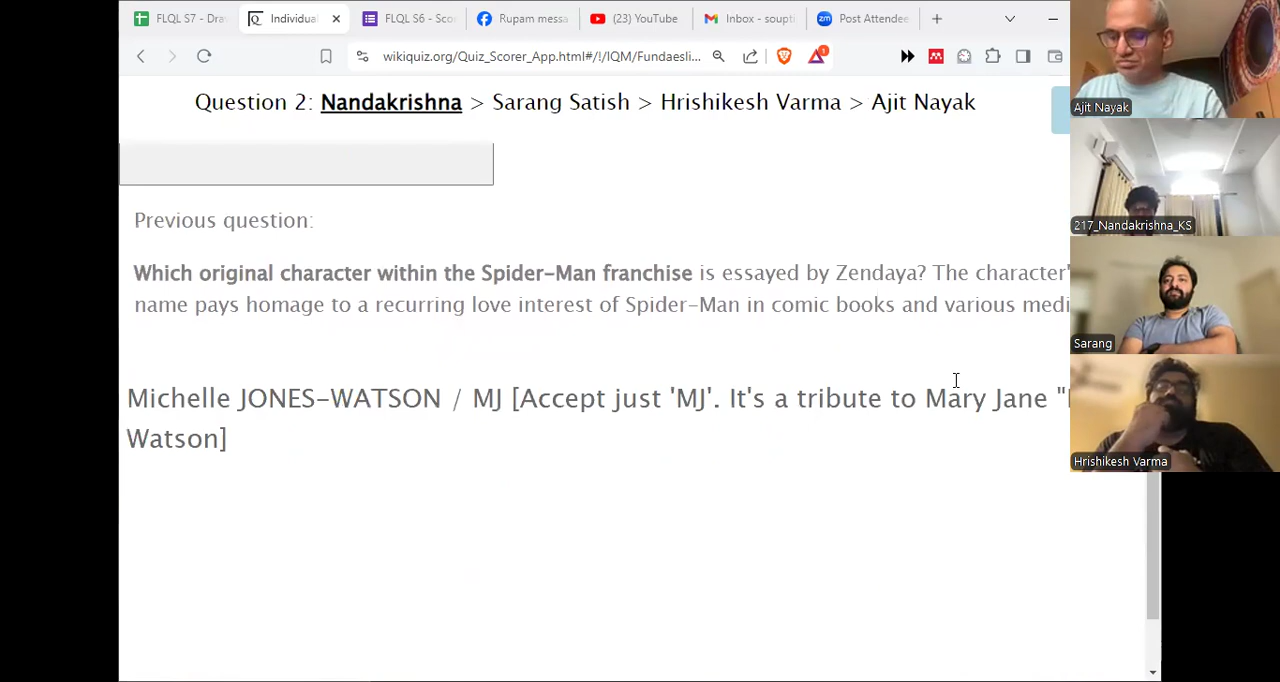 FLQL S7 - Dra
Individual
FLQL S6 - Scor
Rupam messa
(23) YouTube
Inbox - soupti
Post Attendee
wikiquiz.org/Quiz_Scorer_App.html#/!/IQM/Fundaesli...
1
Question 2: Nandakrishna > Sarang Satish > Hrishikesh Varma > Ajit Nayak
Previous question:
Which original character within the Spider-Man franchise is essayed by Zendaya? The character'
name pays homage to a recurring love interest of Spider-Man in comic books and various medi
Michelle JONES-WATSON / MJ [Accept just 'MJ'. It's a tribute to Mary Jane "
Watson]
Ajit Nayak
217_Nandakrishna_KS
Sarang
Hrishikesh Varma